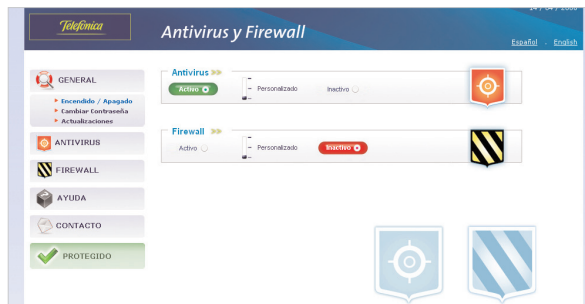 Telefónica
Antivirus y Firewall
Español . English
GENERAL
Encendido / Apagado
Cambiar Contraseña
Actualizaciones
ANTIVIRUS
FIREWALL
AYUDA
CONTACTO
PROTEGIDO
Antivirus
Activo
Personalizado
Inactivo
Firewall
Activo
Personalizado
Inactivo